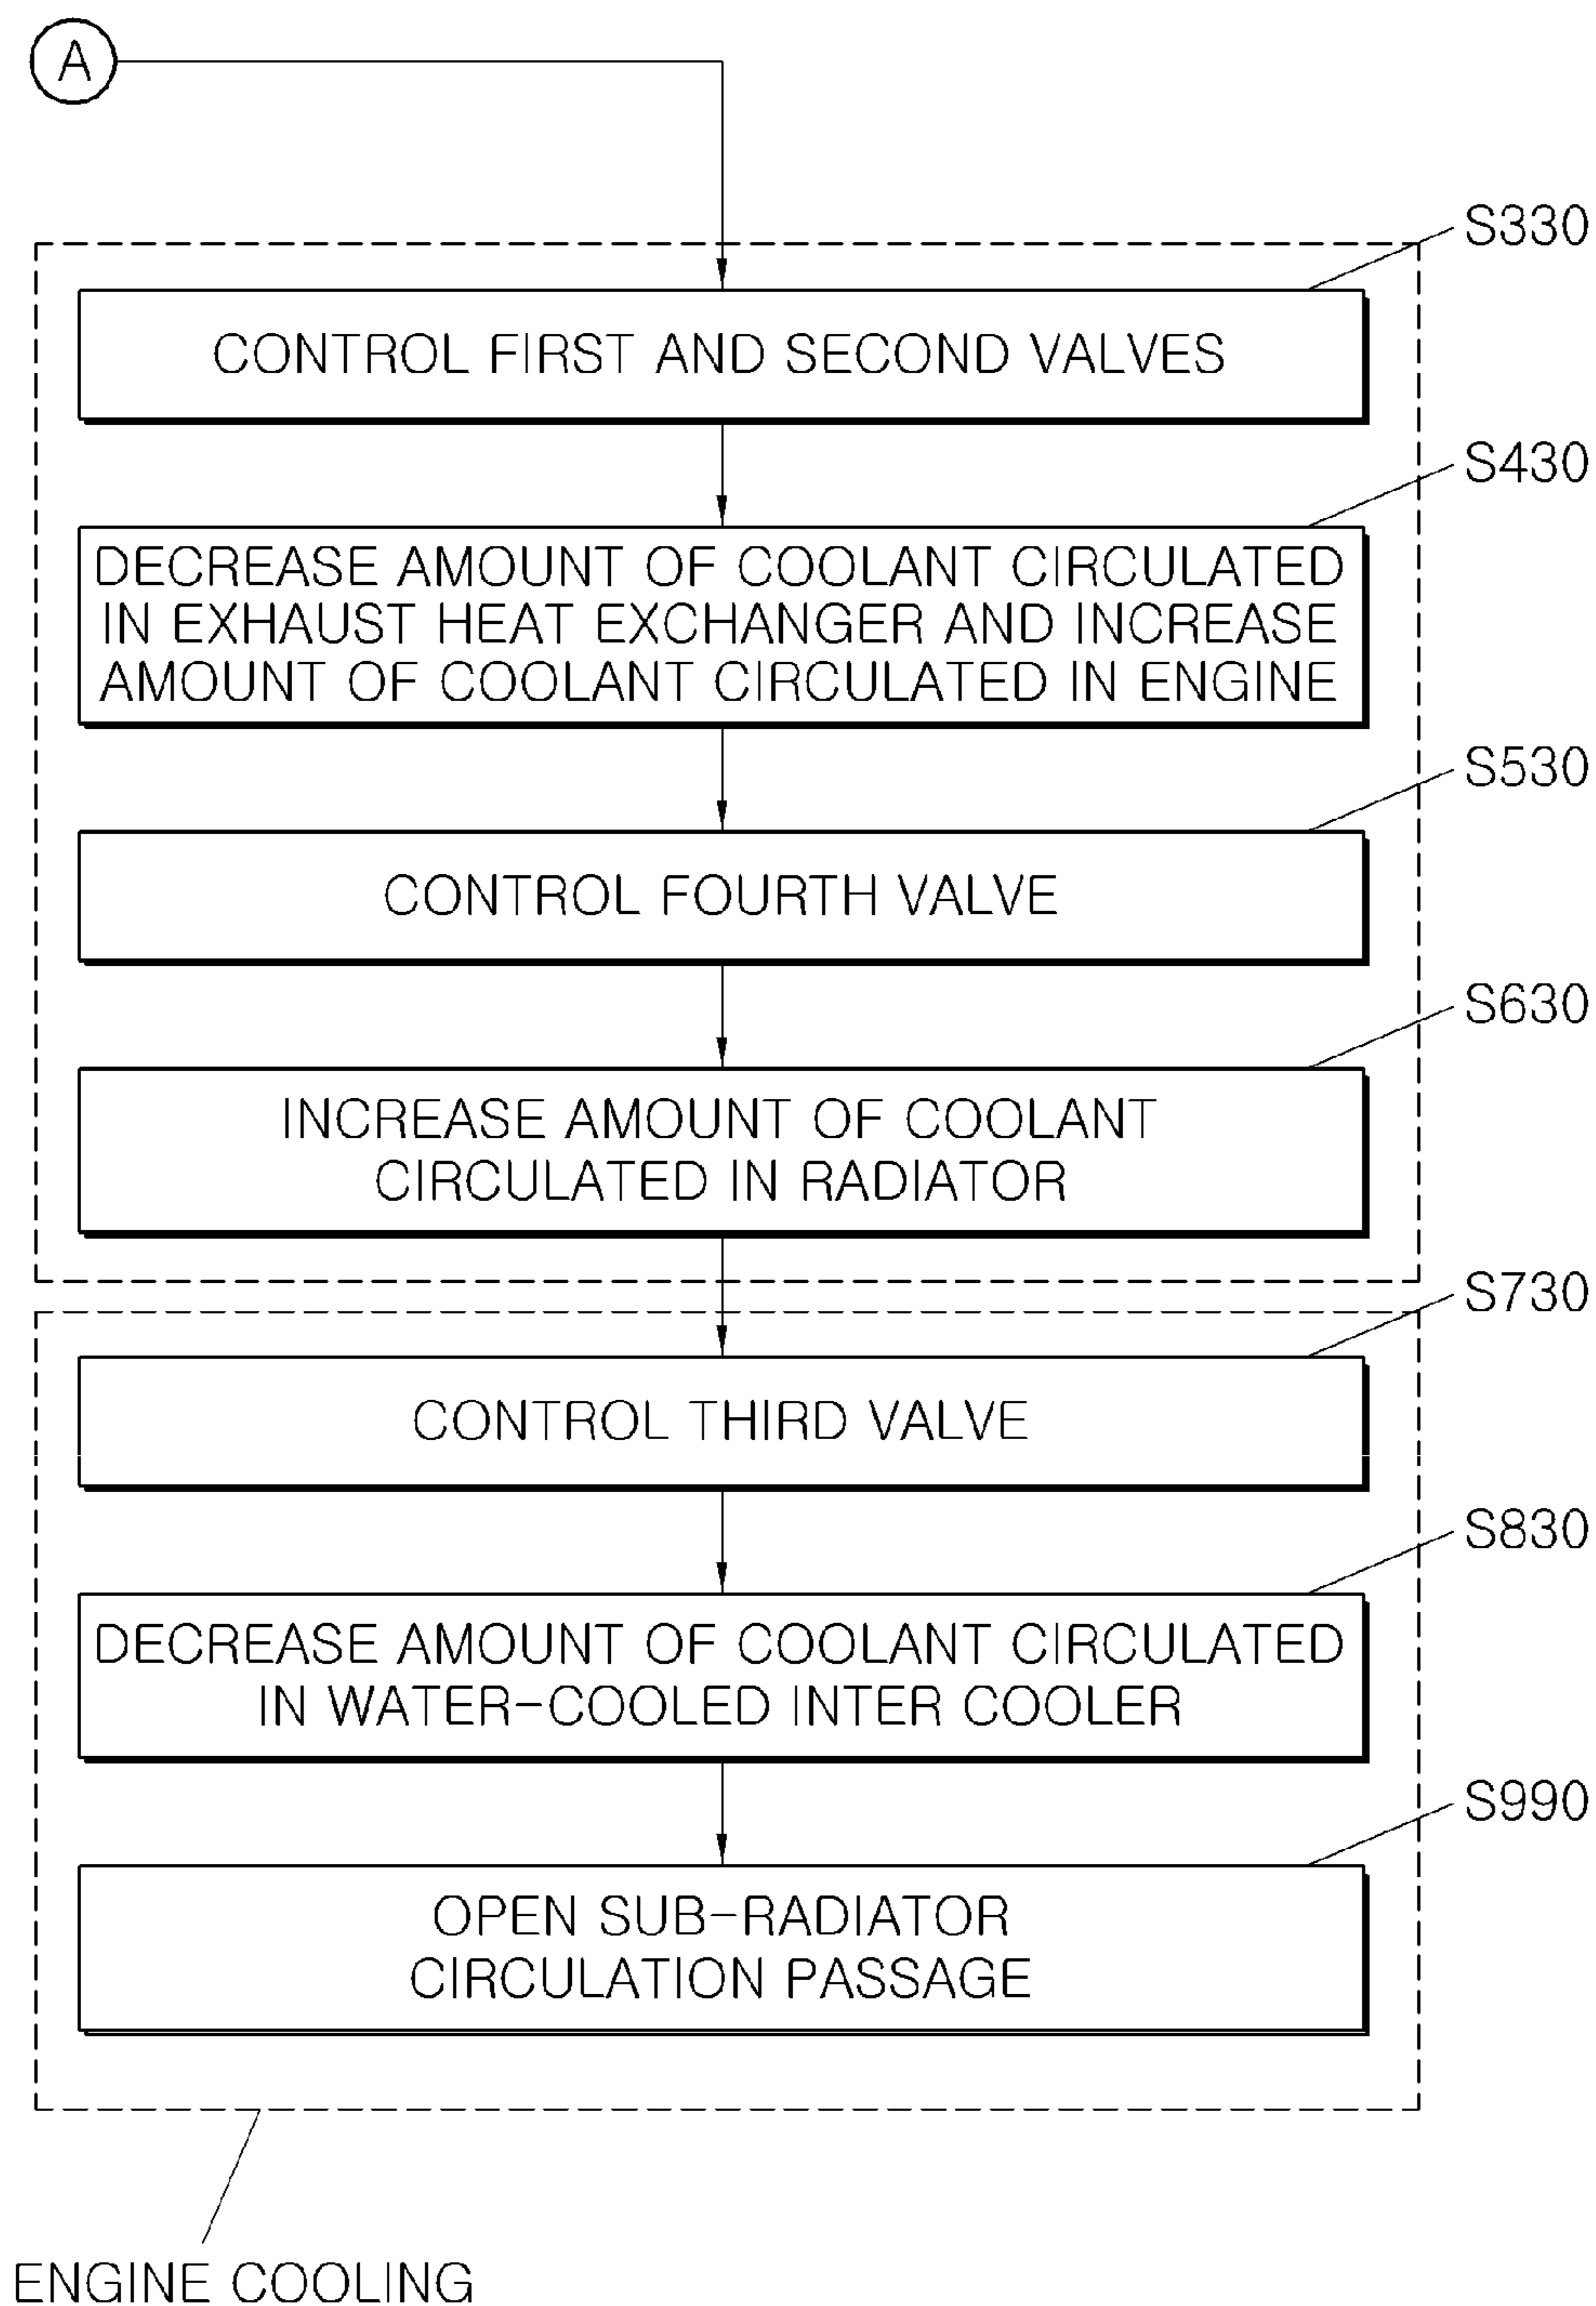 A
S330
CONTROL FIRST AND SECOND VALVES
S430
DECREASE AMOUNT OF COOLANT CIRCULATED
IN EXHAUST HEAT EXCHANGER AND INCREASE
AMOUNT OF COOLANT CIRCULATED IN ENGINE
S530
CONTROL FOURTH VALVE
S630
INCREASE AMOUNT OF COOLANT
CIRCULATED IN RADIATOR
S730
CONTROL THIRD VALVE
S830
DECREASE AMOUNT OF COOLANT CIRCULATED
IN WATER-COOLED INTER COOLER
S990
OPEN SUB-RADIATOR
CIRCULATION PASSAGE
ENGINE COOLING